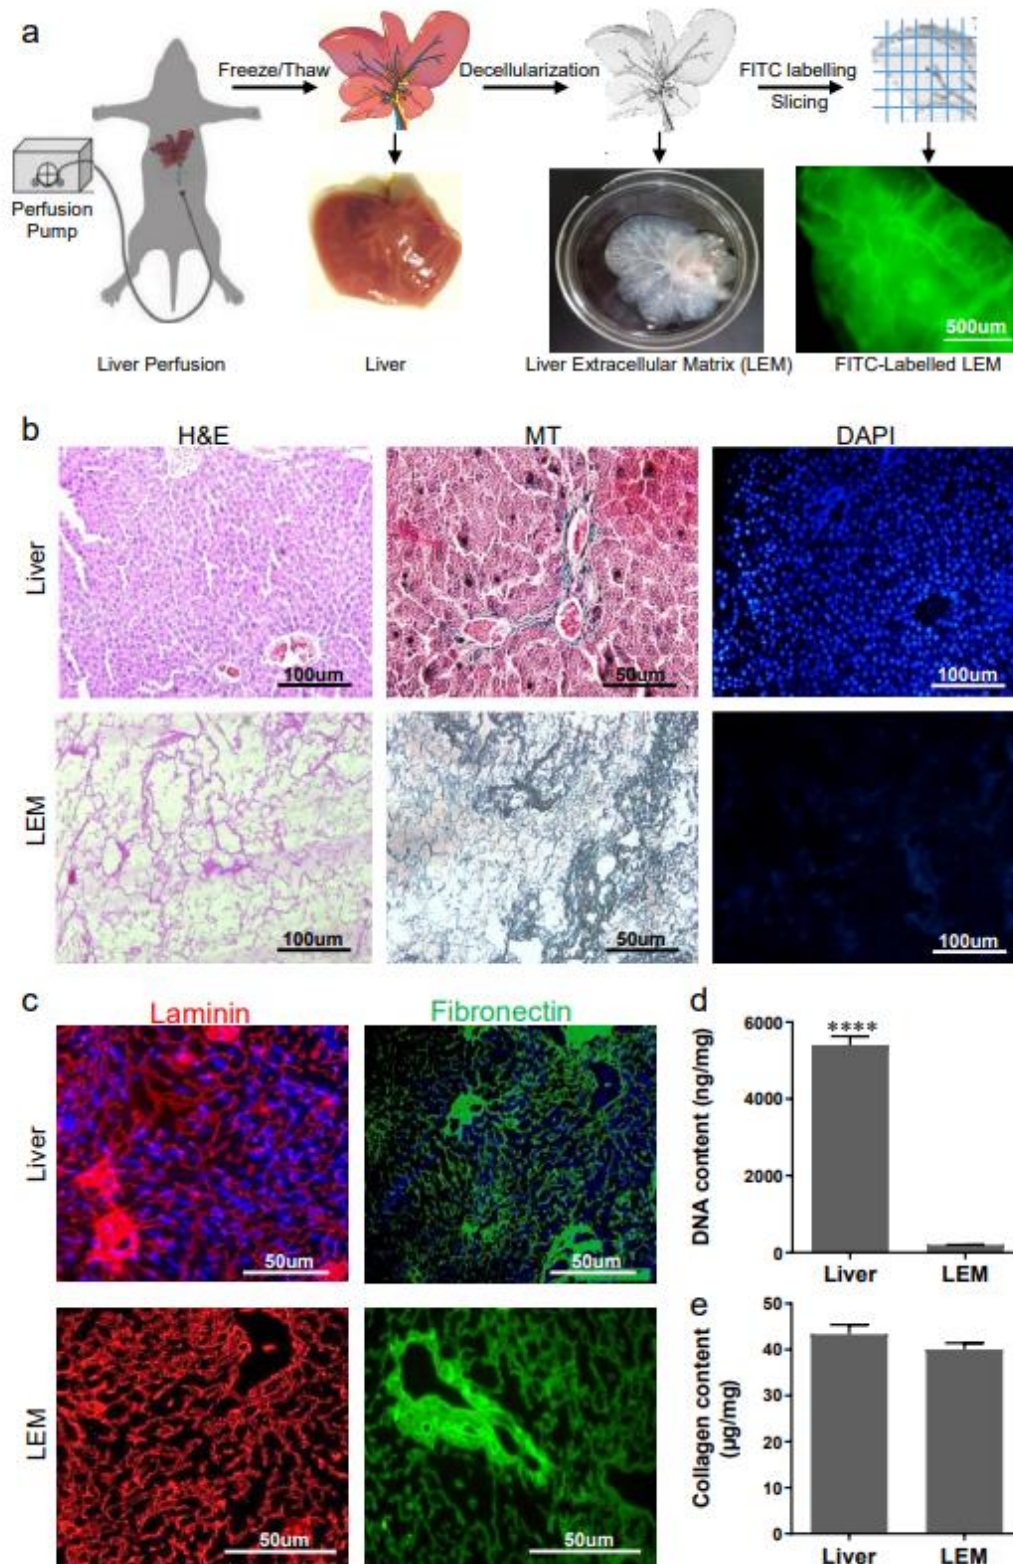 a
Freeze/Thaw
Decellularization
FITC labelling
Slicing
Perfusion
Pump
500um
Liver Perfusion
Liver
Liver Extracellular Matrix (LEM)
FITC-Labelled LEM
b
H&E
MT
DAPI
Liver
100um
50um
100um
LEM
100um
50um
100um
c
Laminin
Fibronectin
Liver
50um
50um
LEM
50um
50um
d
DNA content (ng/mg)
6000
4000
2000
0
****
Liver
LEM
e
Collagen content
(µg/mg)
50
40
30
20
10
0
Liver
LEM